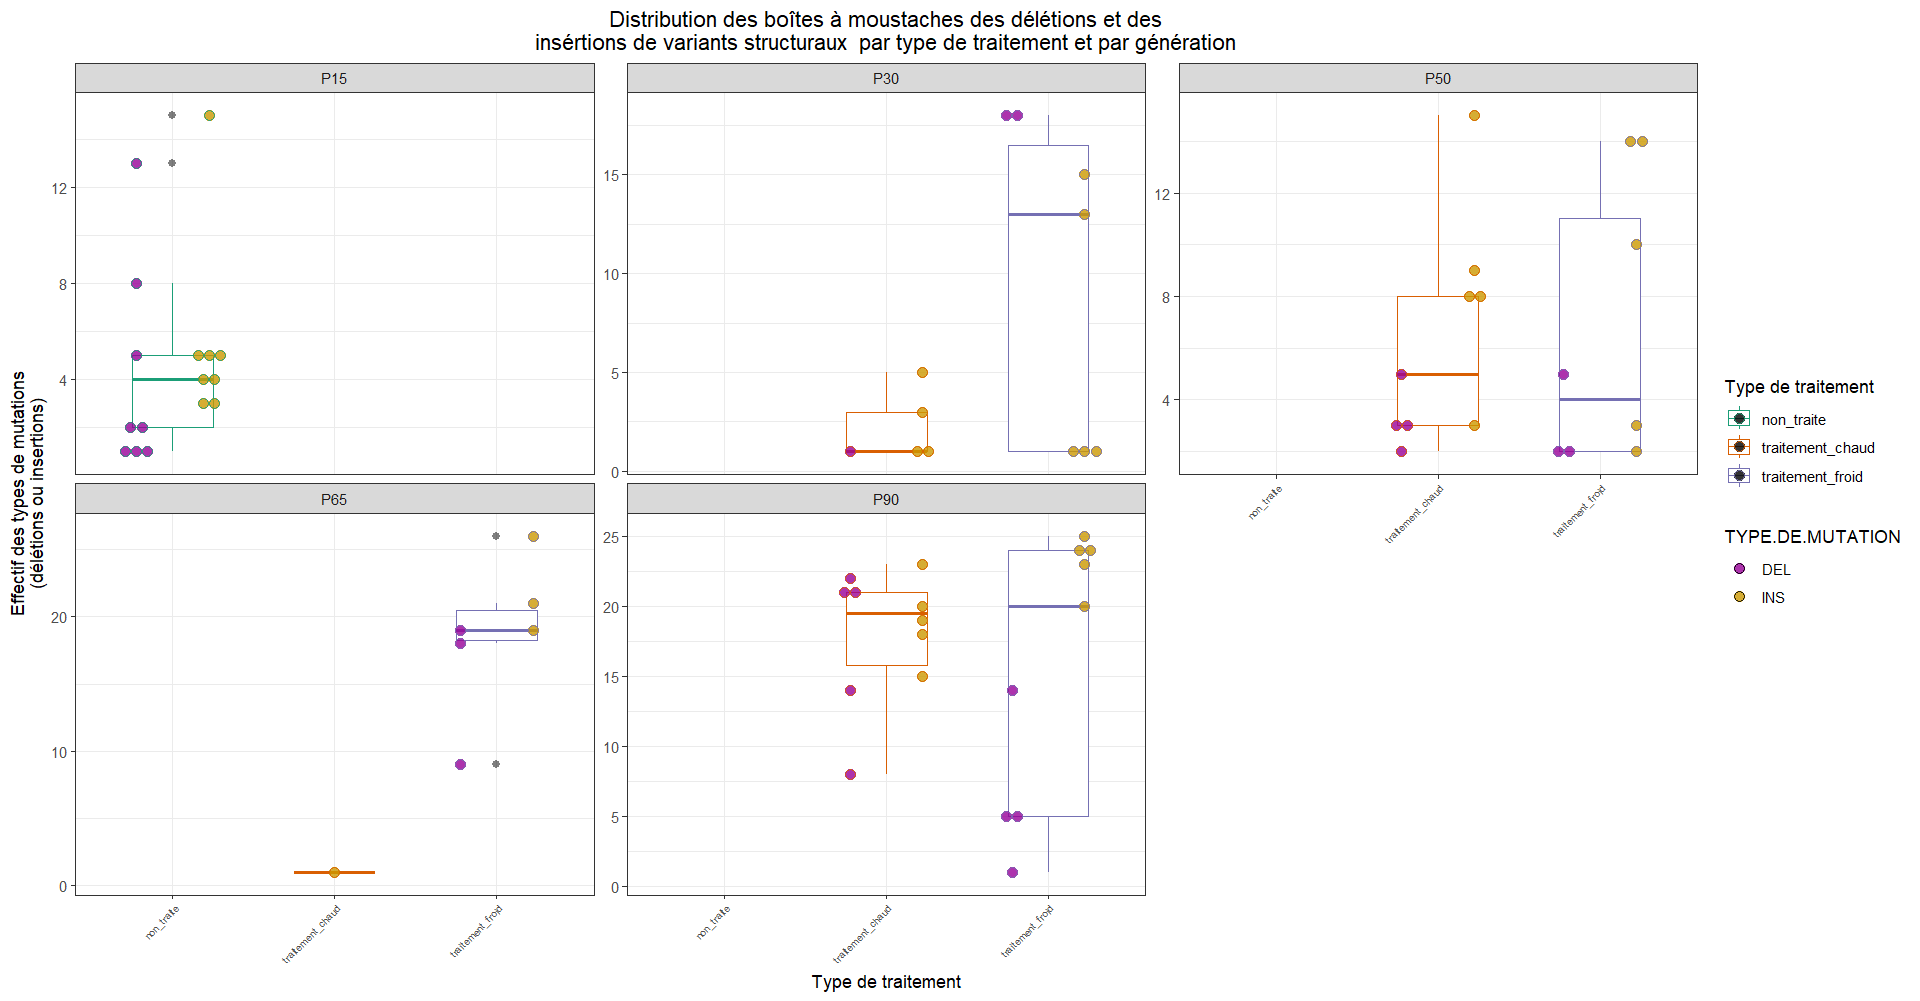 Distribution des boîtes à moustaches des délétions et des
insértions de variants structuraux  par type de traitement et par génération
Effectif des types de mutations
(délétions ou insertions)
P15
12
8
4
P30
15
10
5
0
P50
12
8
4
non_traite
traitement_chaud
traitement_froid
P65
20
10
0
non_traite
traitement_chaud
traitement_froid
P90
25
20
15
10
5
0
non_traite
traitement_chaud
traitement_froid
Type de traitement
Type de traitement
non_traite
traitement_chaud
traitement_froid
TYPE.DE.MUTATION
DEL
INS